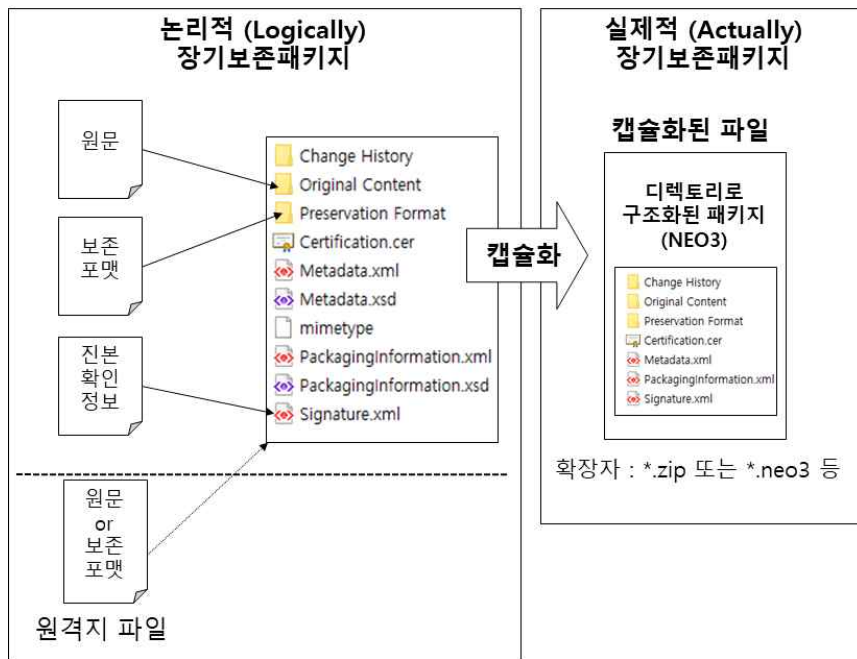 논리적 (Logically)
장기보존패키지
원문
보존
포맷
진본
확인
정보
Change History
Original Content
Preservation Format
Certification.cer
Metadata.xml
Metadata.xsd
mimetype
PackagingInformation.xml
PackagingInformation.xsd
Signature.xml
원문
or
보존
포맷
원격지 파일
캡슐화
실제적 (Actually)
장기보존패키지
캡슐화된 파일
디렉토리로
구조화된 패키지
(NEO3)
Change History
Original Content
Preservation Format
Certification.cer
Metadata.xml
PackagingInformation.xml
Signature.xml
확장자 : *.zip 또는 *.neo3 등